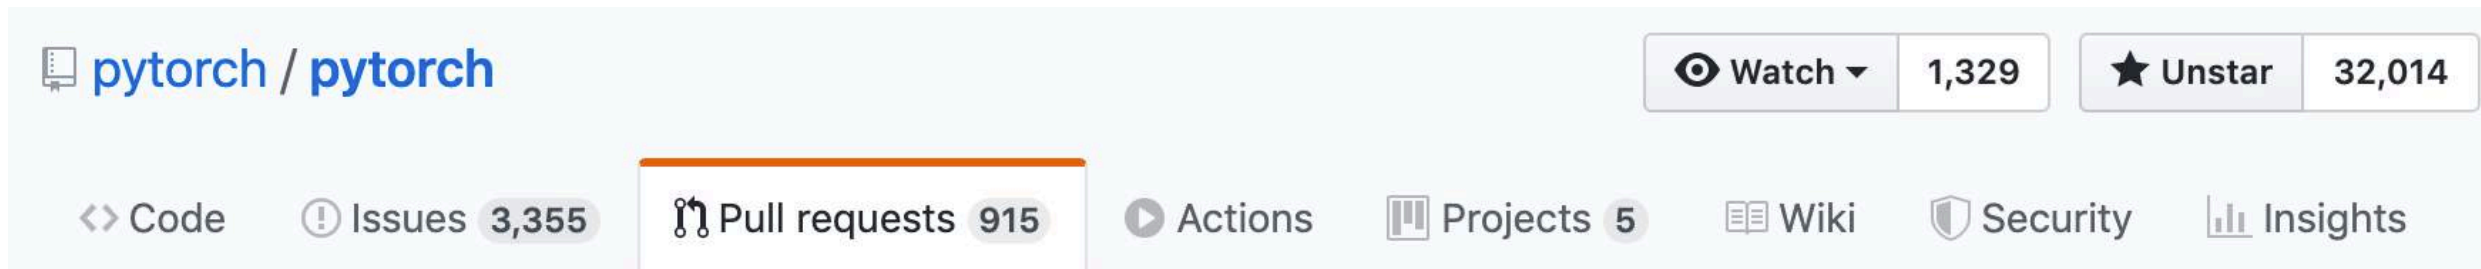 pytorch / pytorch Watch 1,329 Unstar 32,014
Code Issues 3,355 Pull requests 915 Actions Projects 5 Wiki Security Insights